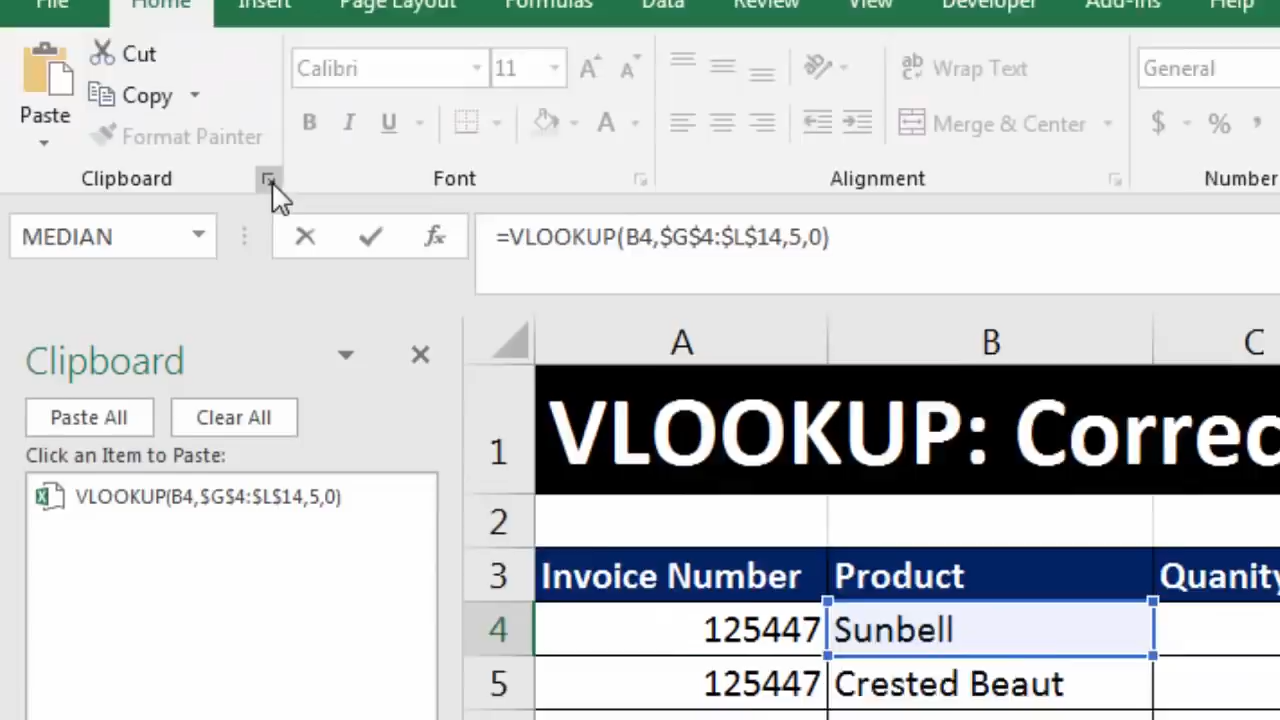 File Home Insert Page Layout Formulas Data Review View Developer Add-ins Help
Cut
Calibri 11 A A Wrap Text General
Copy
Paste
B I U A Merge & Center $ % ,
Format Painter
Clipboard Font Alignment Number
MEDIAN fx =VLOOKUP(B4,$G$4:$L$14,5,0)
Clipboard
Paste All Clear All
Click an Item to Paste:
VLOOKUP(B4,$G$4:$L$14,5,0)
A B C
1 VLOOKUP: Correc
2
3 Invoice Number Product Quanity
4 125447 Sunbell
5 125447 Crested Beaut